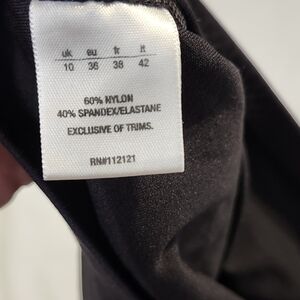 uk eu fr it
10 36 38 42
60% NYLON
40% SPANDEX/ELASTANE
EXCLUSIVE OF TRIMS.
RN#112121